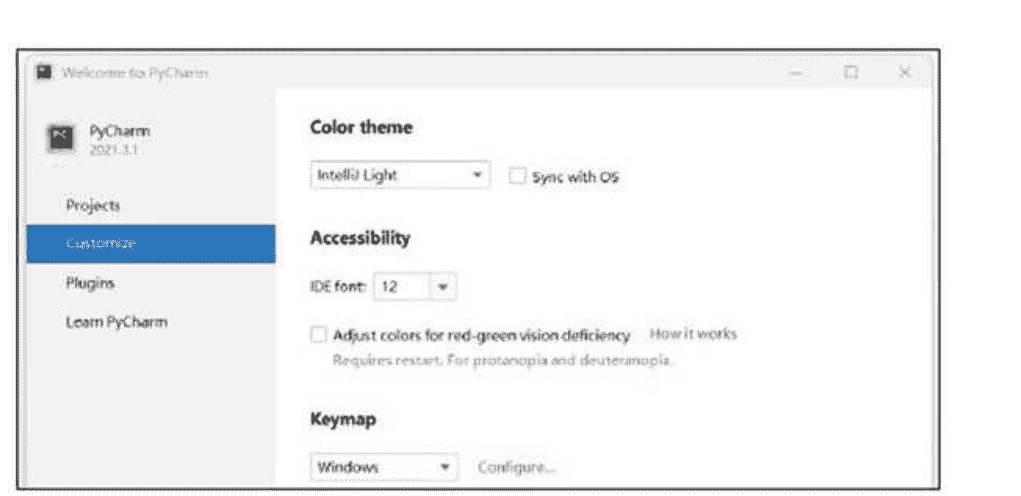 Welcome to PyCharm
PyCharm
2021.3.1
Projects
Customize
Plugins
Learn PyCharm
Color theme
IntelliJ Light
Sync with OS
Accessibility
IDE font: 12
Adjust colors for red-green vision deficiency How it works
Requires restart. For protanopia and deuteranopia.
Keymap
Windows Configure...